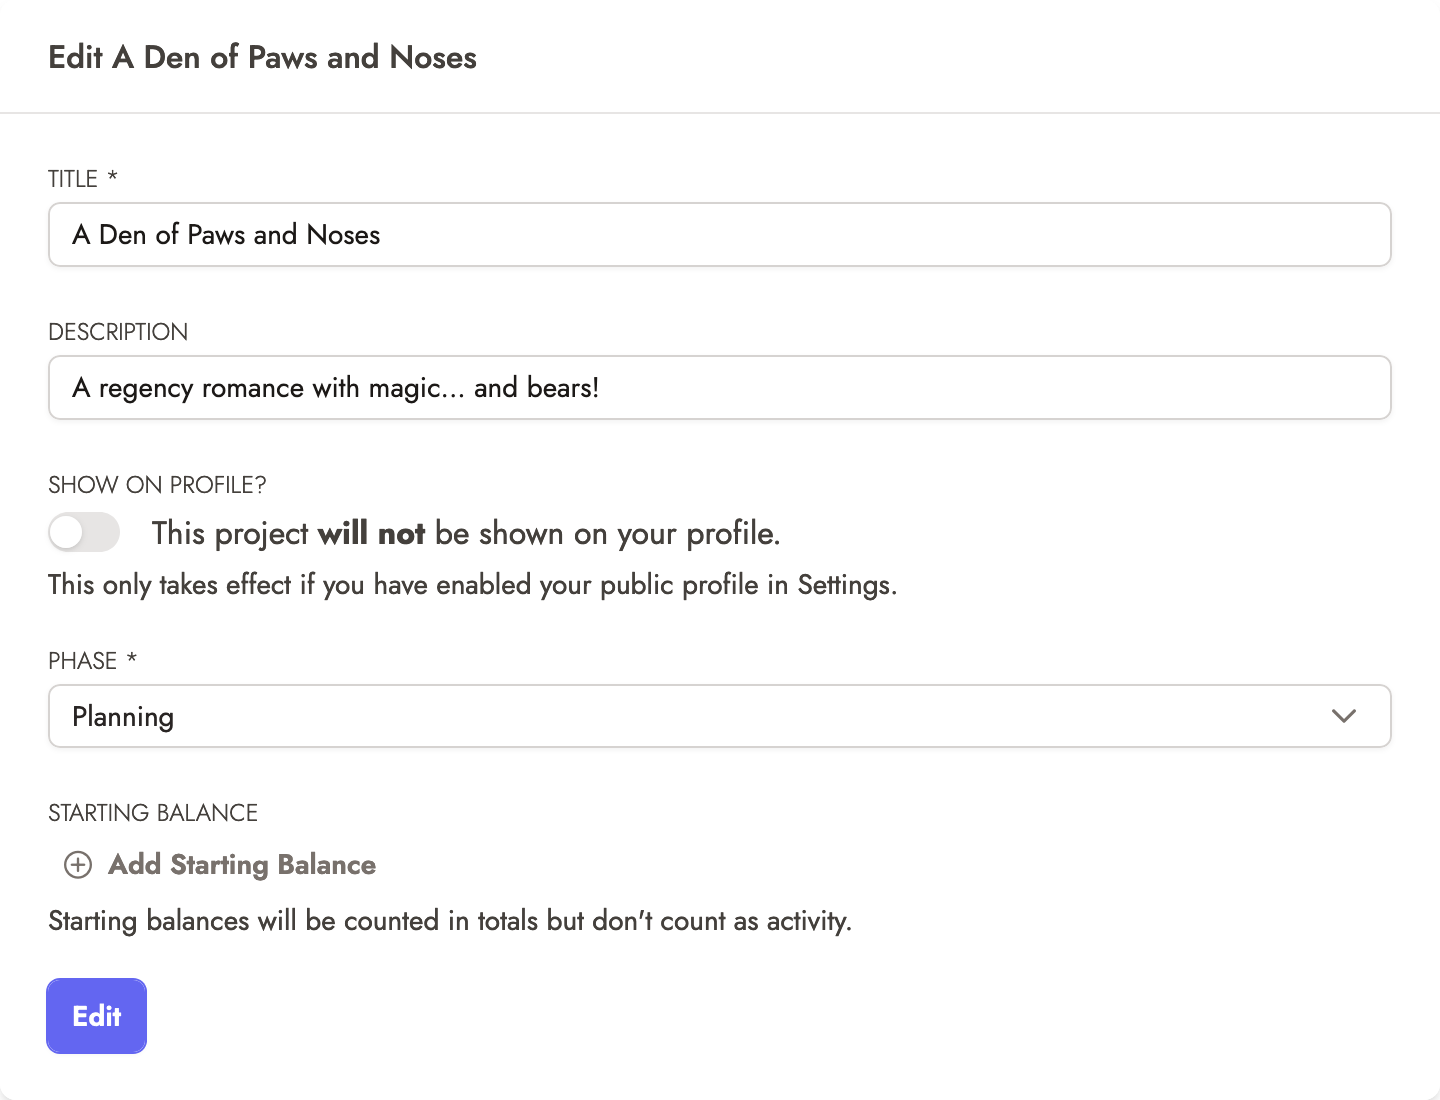 Edit A Den of Paws and Noses
TITLE *
A Den of Paws and Noses
DESCRIPTION
A regency romance with magic... and bears!
SHOW ON PROFILE?
This project will not be shown on your profile.
This only takes effect if you have enabled your public profile in Settings.
PHASE *
Planning
STARTING BALANCE
Add Starting Balance
Starting balances will be counted in totals but don't count as activity.
Edit